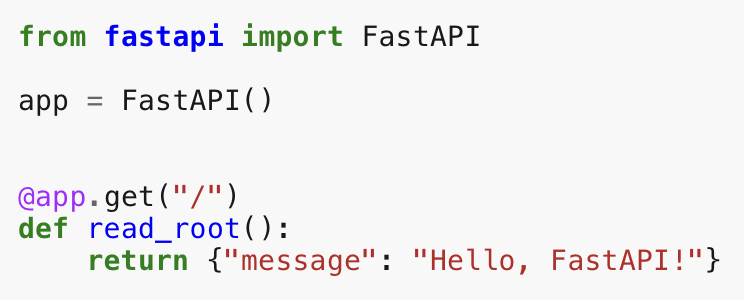 from fastapi import FastAPI

app = FastAPI()


@app.get("/")
def read_root():
    return {"message": "Hello, FastAPI!"}